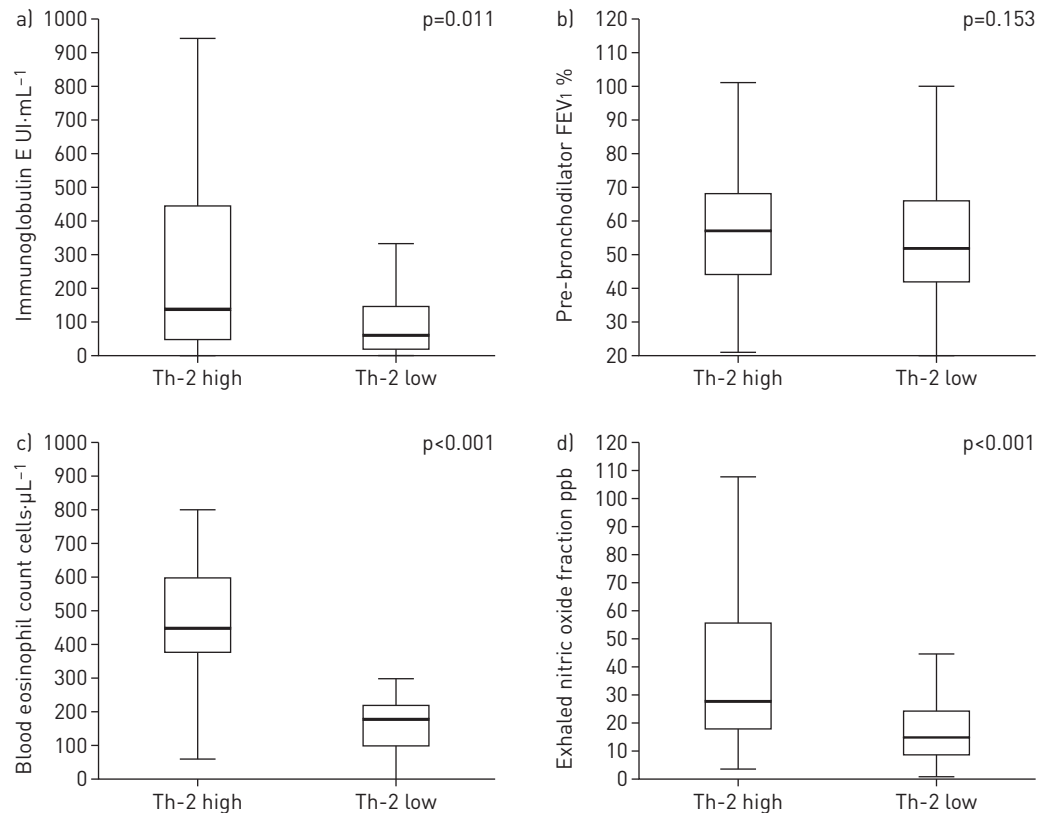 a)
p=0.011
Immunoglobulin E UI·mL⁻¹
1000
900
800
700
600
500
400
300
200
100
0
Th-2 high
Th-2 low
b)
p=0.153
Pre-bronchodilator FEV1 %
120
110
100
90
80
70
60
50
40
30
20
Th-2 high
Th-2 low
c)
p<0.001
Blood eosinophil count cells·µL⁻¹
1000
900
800
700
600
500
400
300
200
100
0
Th-2 high
Th-2 low
d)
p<0.001
Exhaled nitric oxide fraction ppb
120
110
100
90
80
70
60
50
40
30
20
10
0
Th-2 high
Th-2 low